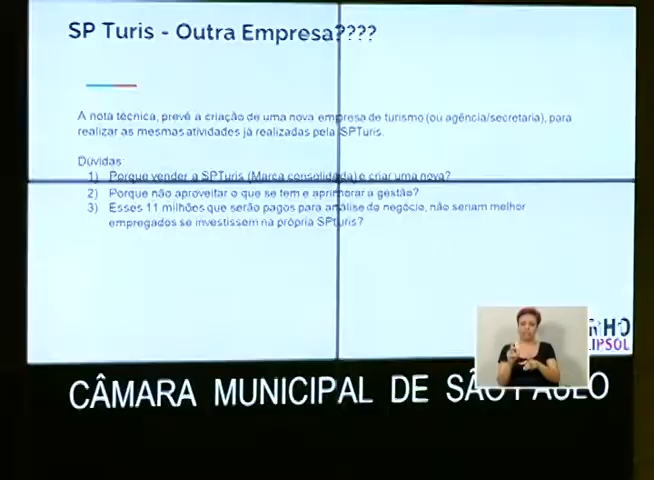 SP Turis - Outra Empresa????
A nota técnica, prevê a criação de uma nova empresa de turismo (ou agência/secretaria), para
realizar as mesmas atividades já realizadas pela SPTuris.
Dúvidas:
1) Porque vender a SPTuris (Marca consolidada) e criar uma nova?
2) Porque não aproveitar o que se tem e aprimorar a gestão?
3) Esses 11 milhões que serão pagos para análise do negócio, não seriam melhor
empregados se investissem na própria SPturis?
CÂMARA MUNICIPAL DE SÃO PAULO